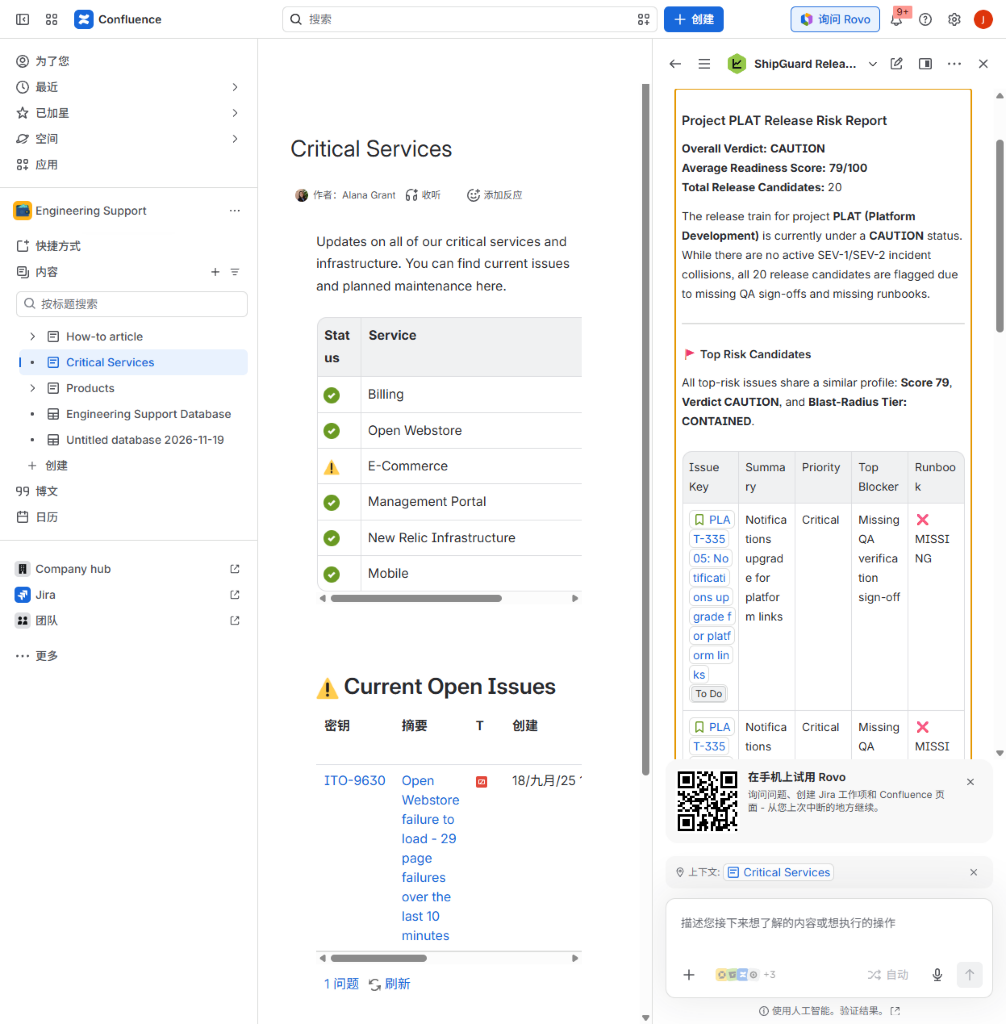 Confluence
搜索
创建
询问 Rovo
9+
J
为了您
最近
已加星
空间
应用
Engineering Support
快捷方式
内容
按标题搜索
How-to article
Critical Services
Products
Engineering Support Database
Untitled database 2026-11-19
创建
博文
日历
Company hub
Jira
团队
更多
Critical Services
作者: Alana Grant
收听
添加反应
Updates on all of our critical services and
infrastructure. You can find current issues
and planned maintenance here.
Stat
us
Service
Billing
Open Webstore
E-Commerce
Management Portal
New Relic Infrastructure
Mobile
Current Open Issues
密钥
摘要
T
创建
ITO-9630
Open
Webstore
failure to
load - 29
page
failures
over the
last 10
minutes
18/九月/25
1 问题
刷新
ShipGuard Relea...
Project PLAT Release Risk Report
Overall Verdict: CAUTION
Average Readiness Score: 79/100
Total Release Candidates: 20
The release train for project PLAT (Platform
Development) is currently under a CAUTION status.
While there are no active SEV-1/SEV-2 incident
collisions, all 20 release candidates are flagged due
to missing QA sign-offs and missing runbooks.
Top Risk Candidates
All top-risk issues share a similar profile: Score 79,
Verdict CAUTION, and Blast-Radius Tier:
CONTAINED.
Issue
Key
Summa
ry
Priority
Top
Blocker
Runboo
k
PLA
T-335
05: No
tificati
ons up
grade f
or platf
orm lin
ks
To Do
Notifica
tions
upgrad
e for
platfor
m links
Critical
Missing
QA
verifica
tion
sign-off
MISSI
NG
PLA
T-335
Notifica
tions
Critical
Missing
QA
MISSI
在手机上试用 Rovo
询问问题、创建 Jira 工作项和 Confluence 页
面 - 从您上次中断的地方继续。
上下文:
Critical Services
描述您接下来想了解的内容或想执行的操作
+3
自动
使用人工智能。验证结果。